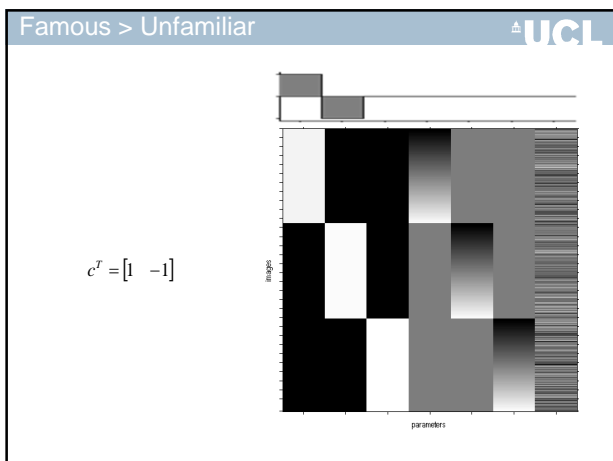 Famous > Unfamiliar
UCL
c^T = [1 -1]
images
parameters